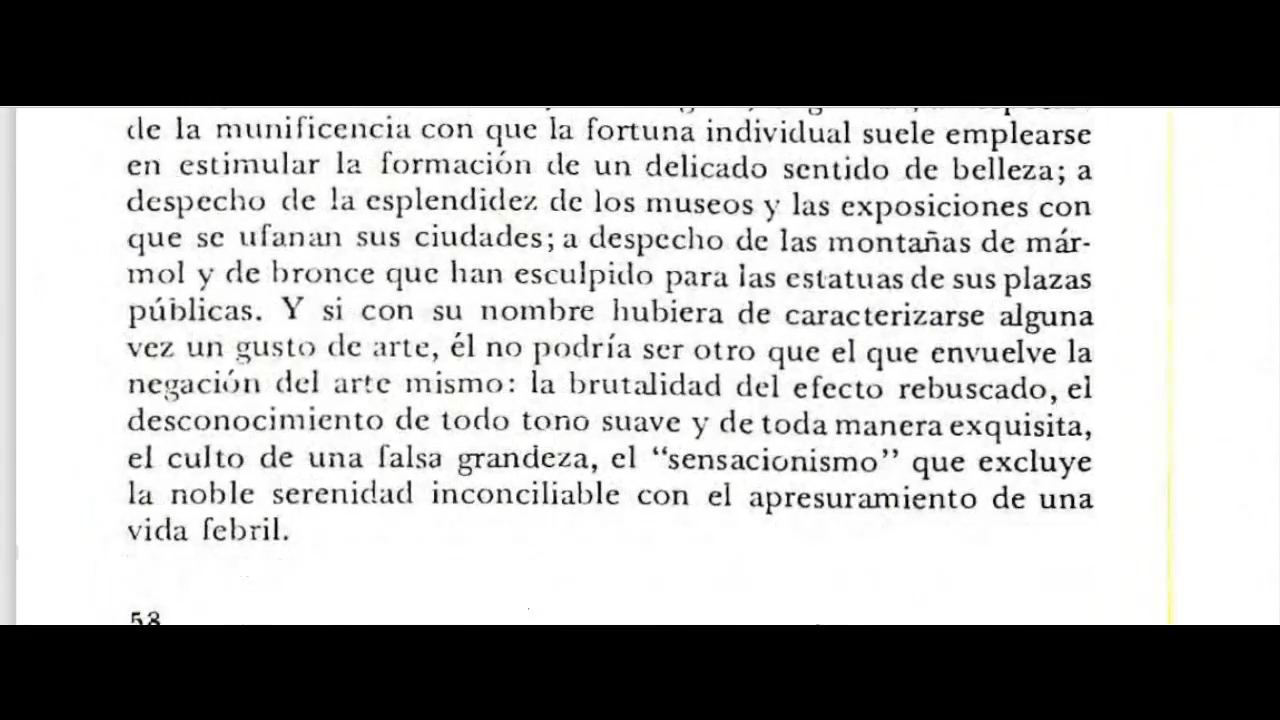 de la munificencia con que la fortuna individual suele emplearse
en estimular la formación de un delicado sentido de belleza; a
despecho de la esplendidez de los museos y las exposiciones con
que se ufanan sus ciudades; a despecho de las montañas de már-
mol y de bronce que han esculpido para las estatuas de sus plazas
públicas. Y si con su nombre hubiera de caracterizarse alguna
vez un gusto de arte, él no podría ser otro que el que envuelve la
negación del arte mismo: la brutalidad del efecto rebuscado, el
desconocimiento de todo tono suave y de toda manera exquisita,
el culto de una falsa grandeza, el “sensacionismo” que excluye
la noble serenidad inconciliable con el apresuramiento de una
vida febril.